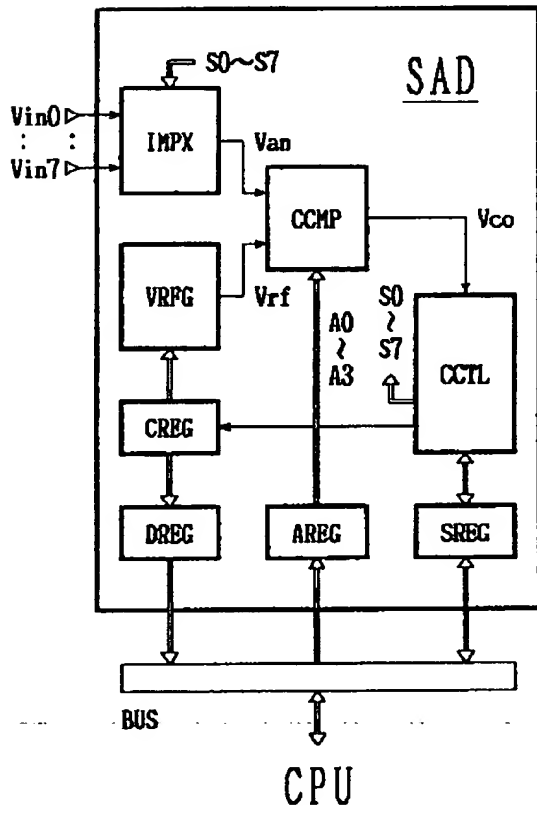 S0~S7
SAD
Vin0
: :
Vin7
IMPX
Van
CCMP
Vco
VRFG
Vrf
A0
~
A3
S0
~
S7
CCTL
CREG
DREG
AREG
SREG
BUS
CPU